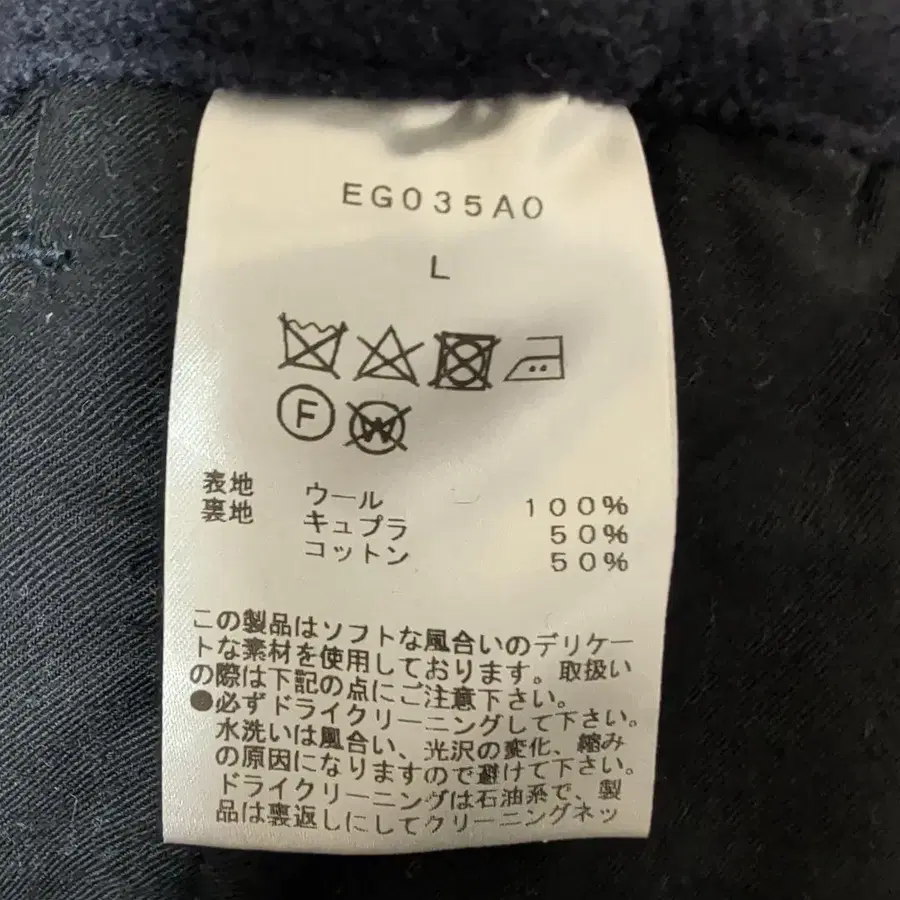 EG035A0
L
F
W
表地 ウール 100%
裏地 キュプラ 50%
コットン 50%
この製品はソフトな風合いのデリケー
トな素材を使用しております。取扱い
の際は下記の点にご注意下さい。
●必ずドライクリーニングして下さい。
水洗いは風合い、光沢の変化、縮み
の原因になりますので避けて下さい。
ドライクリーニングは石油系で、製
品は裏返しにしてクリーニングネッ